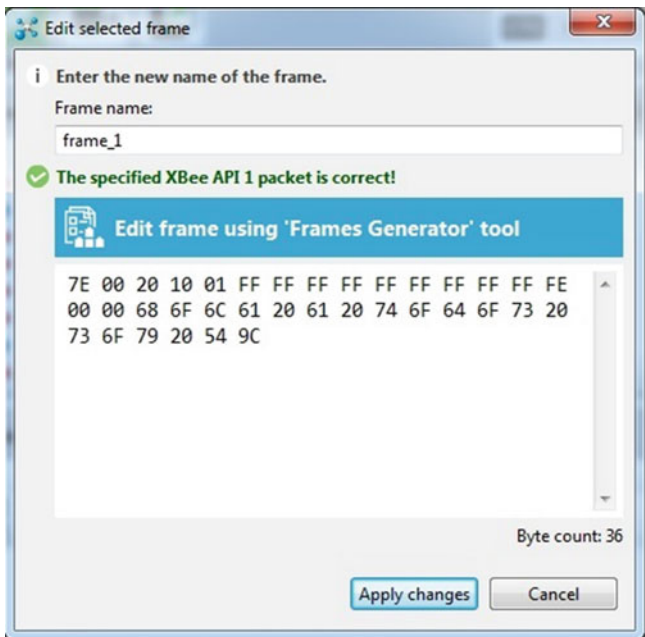 Edit selected frame
i Enter the new name of the frame.
Frame name:
frame_1
The specified XBee API 1 packet is correct!
Edit frame using 'Frames Generator' tool
7E 00 20 10 01 FF FF FF FF FF FF FF FF FF FE
00 00 68 6F 6C 61 20 61 20 74 6F 64 6F 73 20
73 6F 79 20 54 9C
Byte count: 36
Apply changes
Cancel